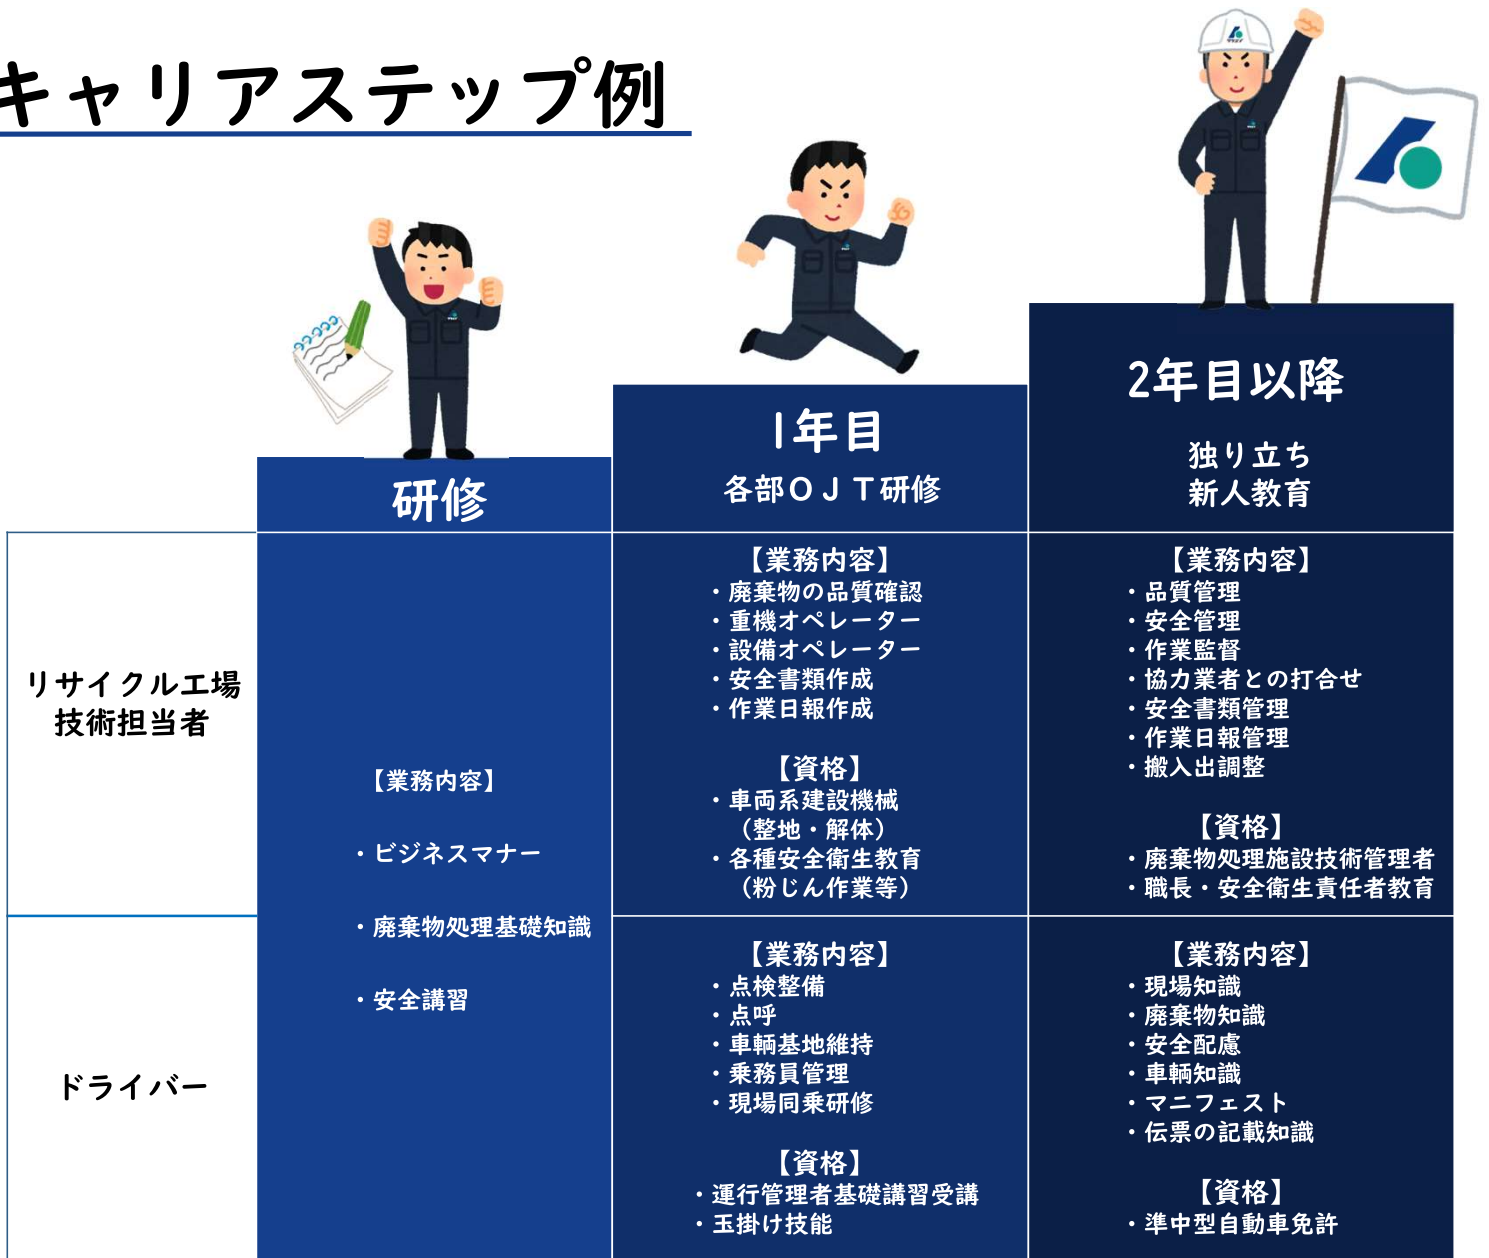 キャリアステップ例
研修
1年目
各部OJT研修
2年目以降
独り立ち
新人教育
リサイクル工場
技術担当者
【業務内容】
・ビジネスマナー
・廃棄物処理基礎知識
・安全講習
【業務内容】
・廃棄物の品質確認
・重機オペレーター
・設備オペレーター
・安全書類作成
・作業日報作成
【資格】
・車両系建設機械
（整地・解体）
・各種安全衛生教育
（粉じん作業等）
【業務内容】
・品質管理
・安全管理
・作業監督
・協力業者との打合せ
・安全書類管理
・作業日報管理
・搬入出調整
【資格】
・廃棄物処理施設技術管理者
・職長・安全衛生責任者教育
ドライバー
【業務内容】
・点検整備
・点呼
・車輌基地維持
・乗務員管理
・現場同乗研修
【資格】
・運行管理者基礎講習受講
・玉掛け技能
【業務内容】
・現場知識
・廃棄物知識
・安全配慮
・車輌知識
・マニフェスト
・伝票の記載知識
【資格】
・準中型自動車免許